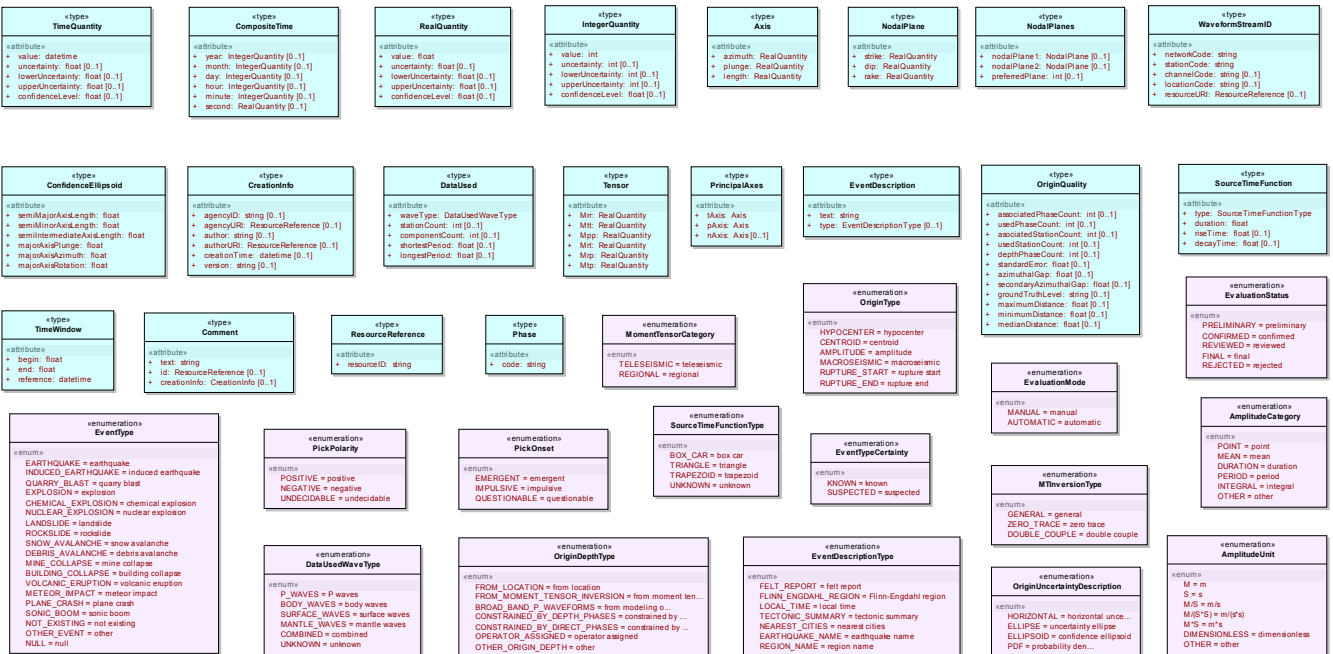 «type»
TimeQuantity
«attribute»
+ value: datetime
+ uncertainty: float [0..1]
+ lowerUncertainty: float [0..1]
+ upperUncertainty: float [0..1]
+ confidenceLevel: float [0..1]
«type»
CompositeTime
«attribute»
+ year: IntegerQuantity [0..1]
+ month: IntegerQuantity [0..1]
+ day: IntegerQuantity [0..1]
+ hour: IntegerQuantity [0..1]
+ minute: IntegerQuantity [0..1]
+ second: RealQuantity [0..1]
«type»
RealQuantity
«attribute»
+ value: float
+ uncertainty: float [0..1]
+ lowerUncertainty: float [0..1]
+ upperUncertainty: float [0..1]
+ confidenceLevel: float [0..1]
«type»
IntegerQuantity
«attribute»
+ value: int
+ uncertainty: int [0..1]
+ lowerUncertainty: int [0..1]
+ upperUncertainty: int [0..1]
+ confidenceLevel: float [0..1]
«type»
Axis
«attribute»
+ azimuth: RealQuantity
+ plunge: RealQuantity
+ length: RealQuantity
«type»
NodalPlane
«attribute»
+ strike: RealQuantity
+ dip: RealQuantity
+ rake: RealQuantity
«type»
NodalPlanes
«attribute»
+ nodalPlane1: NodalPlane [0..1]
+ nodalPlane2: NodalPlane [0..1]
+ preferredPlane: int [0..1]
«type»
WaveformStreamID
«attribute»
+ networkCode: string
+ stationCode: string
+ channelCode: string [0..1]
+ locationCode: string [0..1]
+ resourceURI: ResourceReference [0..1]
«type»
ConfidenceEllipsoid
«attribute»
+ semiMajorAxisLength: float
+ semiMinorAxisLength: float
+ semiIntermediateAxisLength: float
+ majorAxisPlunge: float
+ majorAxisAzimuth: float
+ majorAxisRotation: float
«type»
CreationInfo
«attribute»
+ agencyID: string [0..1]
+ agencyURI: ResourceReference [0..1]
+ author: string [0..1]
+ authorURI: ResourceReference [0..1]
+ creationTime: datetime [0..1]
+ version: string [0..1]
«type»
DataUsed
«attribute»
+ waveType: DataUsedWaveType
+ stationCount: int [0..1]
+ componentCount: int [0..1]
+ shortestPeriod: float [0..1]
+ longestPeriod: float [0..1]
«type»
Tensor
«attribute»
+ Mrr: RealQuantity
+ Mtt: RealQuantity
+ Mpp: RealQuantity
+ Mrt: RealQuantity
+ Mrp: RealQuantity
+ Mtp: RealQuantity
«type»
PrincipalAxes
«attribute»
+ tAxis: Axis
+ pAxis: Axis
+ nAxis: Axis [0..1]
«type»
EventDescription
«attribute»
+ text: string
+ type: EventDescriptionType [0..1]
«type»
OriginQuality
«attribute»
+ associatedPhaseCount: int [0..1]
+ usedPhaseCount: int [0..1]
+ asociatedStationCount: int [0..1]
+ usedStationCount: int [0..1]
+ depthPhaseCount: int [0..1]
+ standardError: float [0..1]
+ azimuthalGap: float [0..1]
+ secondaryAzimuthalGap: float [0..1]
+ groundTruthLevel: string [0..1]
+ maximumDistance: float [0..1]
+ minimumDistance: float [0..1]
+ medianDistance: float [0..1]
«type»
SourceTimeFunction
«attribute»
+ type: SourceTimeFunctionType
+ duration: float
+ riseTime: float [0..1]
+ decayTime: float [0..1]
«type»
TimeWindow
«attribute»
+ begin: float
+ end: float
+ reference: datetime
«type»
Comment
«attribute»
+ text: string
+ id: ResourceReference [0..1]
+ creationInfo: CreationInfo [0..1]
«type»
ResourceReference
«attribute»
+ resourceID: string
«type»
Phase
«attribute»
+ code: string
«enumeration»
MomentTensorCategory
«enum»
TELESEISMIC = teleseismic
REGIONAL = regional
«enumeration»
OriginType
«enum»
HYPOCENTER = hypocenter
CENTROID = centroid
AMPLITUDE = amplitude
MACROSEISMIC = macroseismic
RUPTURE_START = rupture start
RUPTURE_END = rupture end
«enumeration»
EvaluationStatus
«enum»
PRELIMINARY = preliminary
CONFIRMED = confirmed
REVIEWED = reviewed
FINAL = final
REJECTED = rejected
«enumeration»
EvaluationMode
«enum»
MANUAL = manual
AUTOMATIC = automatic
«enumeration»
EventType
«enum»
EARTHQUAKE = earthquake
INDUCED_EARTHQUAKE = induced earthquake
QUARRY_BLAST = quary blast
EXPLOSION = explosion
CHEMICAL_EXPLOSION = chemical explosion
NUCLEAR_EXPLOSION = nuclear explosion
LANDSLIDE = landslide
ROCKSLIDE = rockslide
SNOW_AVALANCHE = snow avalanche
DEBRIS_AVALANCHE = debris avalanche
MINE_COLLAPSE = mine collapse
BUILDING_COLLAPSE = building collapse
VOLCANIC_ERUPTION = volcanic eruption
METEOR_IMPACT = meteor impact
PLANE_CRASH = plane crash
SONIC_BOOM = sonic boom
NOT_EXISTING = not existing
OTHER_EVENT = other
NULL = null
«enumeration»
PickPolarity
«enum»
POSITIVE = positive
NEGATIVE = negative
UNDECIDABLE = undecidable
«enumeration»
PickOnset
«enum»
EMERGENT = emergent
IMPULSIVE = impulsive
QUESTIONABLE = questionable
«enumeration»
SourceTimeFunctionType
«enum»
BOX_CAR = box car
TRIANGLE = triangle
TRAPEZOID = trapezoid
UNKNOWN = unknown
«enumeration»
EventTypeCertainty
«enum»
KNOWN = known
SUSPECTED = suspected
«enumeration»
AmplitudeCategory
«enum»
POINT = point
MEAN = mean
DURATION = duration
PERIOD = period
INTEGRAL = integral
OTHER = other
«enumeration»
MTInversionType
«enum»
GENERAL = general
ZERO_TRACE = zero trace
DOUBLE_COUPLE = double couple
«enumeration»
DataUsedWaveType
«enum»
P_WAVES = P waves
BODY_WAVES = body waves
SURFACE_WAVES = surface waves
MANTLE_WAVES = mantle waves
COMBINED = combined
UNKNOWN = unknown
«enumeration»
OriginDepthType
«enum»
FROM_LOCATION = from location
FROM_MOMENT_TENSOR_INVERSION = from moment ten...
BROAD_BAND_P_WAVEFORMS = from modeling o...
CONSTRAINED_BY_DEPTH_PHASES = constrained by ...
CONSTRAINED_BY_DIRECT_PHASES = constrained by ...
OPERATOR_ASSIGNED = operator assigned
OTHER_ORIGIN_DEPTH = other
«enumeration»
EventDescriptionType
«enum»
FELT_REPORT = felt report
FLINN_ENGDAHL_REGION = Flinn-Engdahl region
LOCAL_TIME = local time
TECTONIC_SUMMARY = tectonic summary
NEAREST_CITIES = nearest cities
EARTHQUAKE_NAME = earthquake name
REGION_NAME = region name
«enumeration»
OriginUncertaintyDescription
«enum»
HORIZONTAL = horizontal unce...
ELLIPSE = uncertainty ellipse
ELLIPSOID = confidence ellipsoid
PDF = probability den...
«enumeration»
AmplitudeUnit
«enum»
M = m
S = s
M/S = m/s
M/(S*S) = m/(s*s)
M*S = m*s
DIMENSIONLESS = dimensionless
OTHER = other